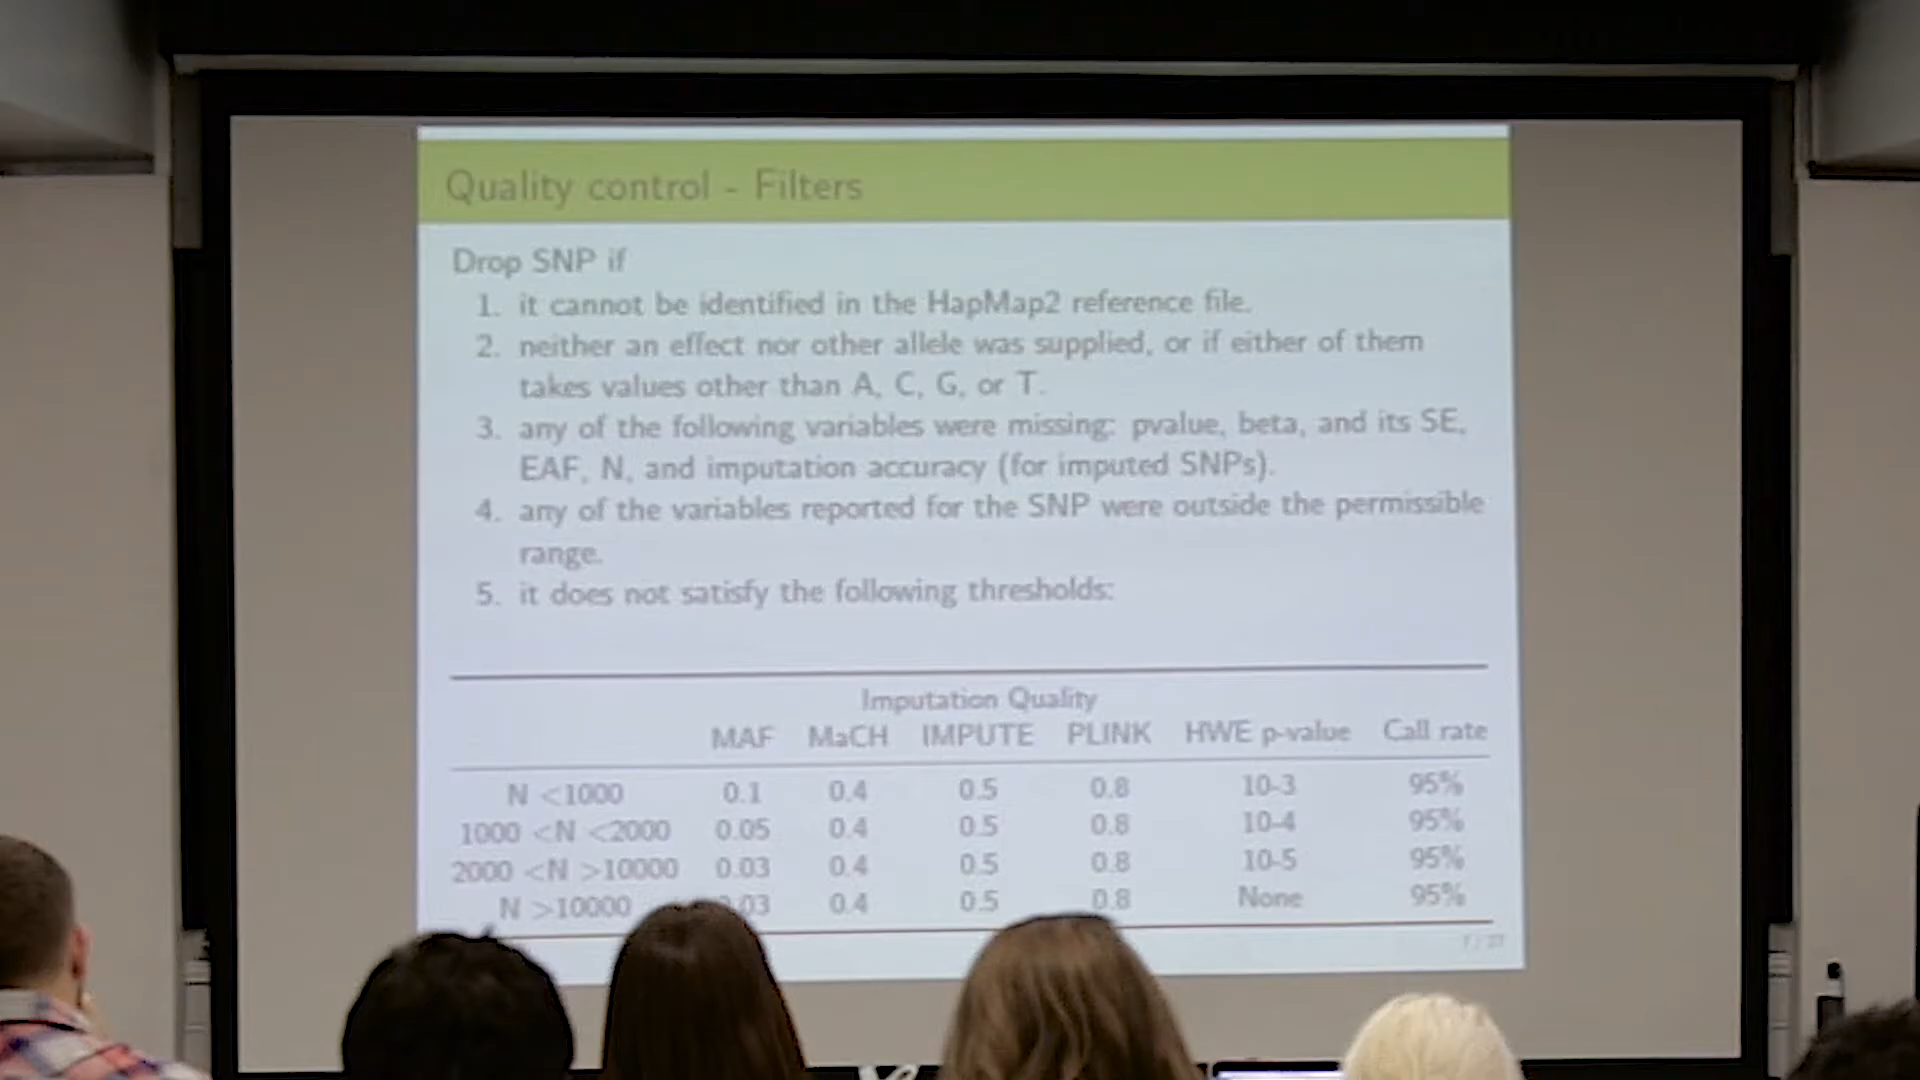 Quality control - Filters
Drop SNP if
1. it cannot be identified in the HapMap2 reference file.
2. neither an effect nor other allele was supplied, or if either of them
takes values other than A, C, G, or T.
3. any of the following variables were missing: pvalue, beta, and its SE,
EAF, N, and imputation accuracy (for imputed SNPs).
4. any of the variables reported for the SNP were outside the permissible
range.
5. it does not satisfy the following thresholds:
Imputation Quality
MAF MaCH IMPUTE PLINK HWE p-value Call rate
N <1000 0.1 0.4 0.5 0.8 10-3 95%
1000 <N <2000 0.05 0.4 0.5 0.8 10-4 95%
2000 <N >10000 0.03 0.4 0.5 0.8 10-5 95%
N >10000 0.4 0.5 0.8 None 95%